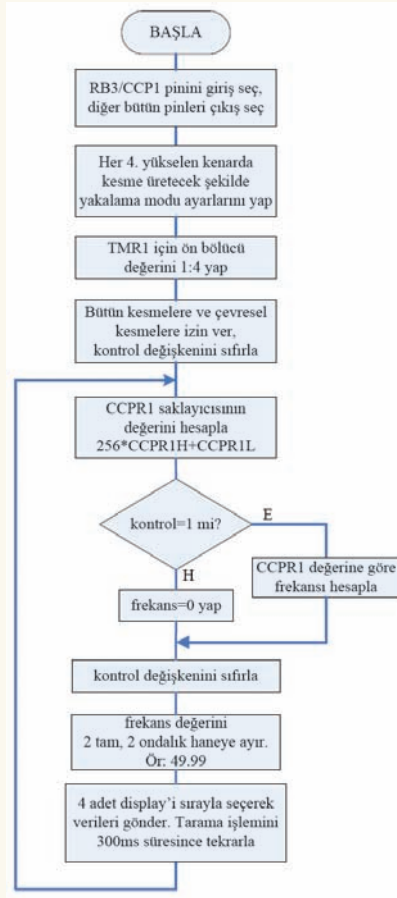 BAŞLA
RB3/CCP1 pinini giriş seç,
diğer bütün pinleri çıkış seç
Her 4. yükselen kenarda
kesme üretecek şekilde
yakalama modu ayarlarını yap
TMR1 için ön bölücü
değerini 1:4 yap
Bütün kesmelere ve çevresel
kesmelere izin ver,
kontrol değişkenini sıfırla
CCPR1 saklayıcısının
değerini hesapla
256*CCPR1H+CCPR1L
kontrol=1 mi?
E
H
CCPR1 değerine göre
frekansı hesapla
frekans=0 yap
kontrol değişkenini sıfırla
frekans değerini
2 tam, 2 ondalık haneye ayır.
Ör: 49.99
4 adet display’i sırayla seçerek
verileri gönder. Tarama işlemini
300ms süresince tekrarla